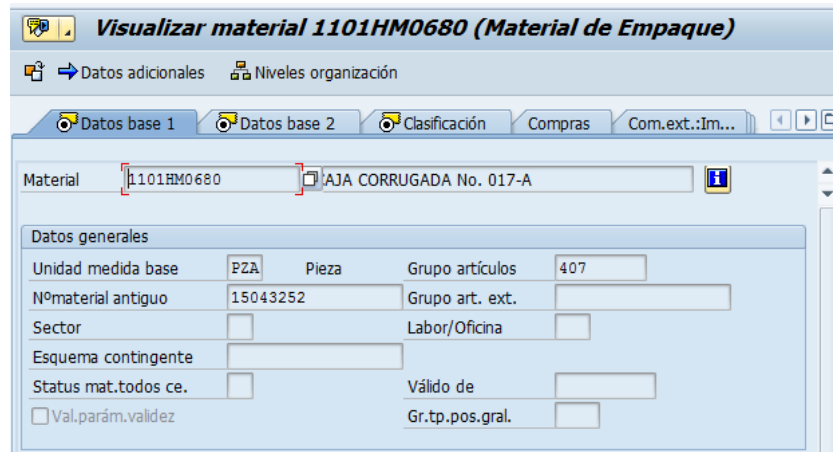 Visualizar material 1101HM0680 (Material de Empaque)
Datos adicionales Niveles organización
Datos base 1 Datos base 2 Clasificación Compras Com.ext.:Im...
Material 1101HM0680 AJA CORRUGADA No. 017-A
Datos generales
Unidad medida base PZA Pieza Grupo artículos 407
Nºmaterial antiguo 15043252 Grupo art. ext.
Sector Labor/Oficina
Esquema contingente
Status mat.todos ce. Válido de
Val.parám.validez Gr.tp.pos.gral.